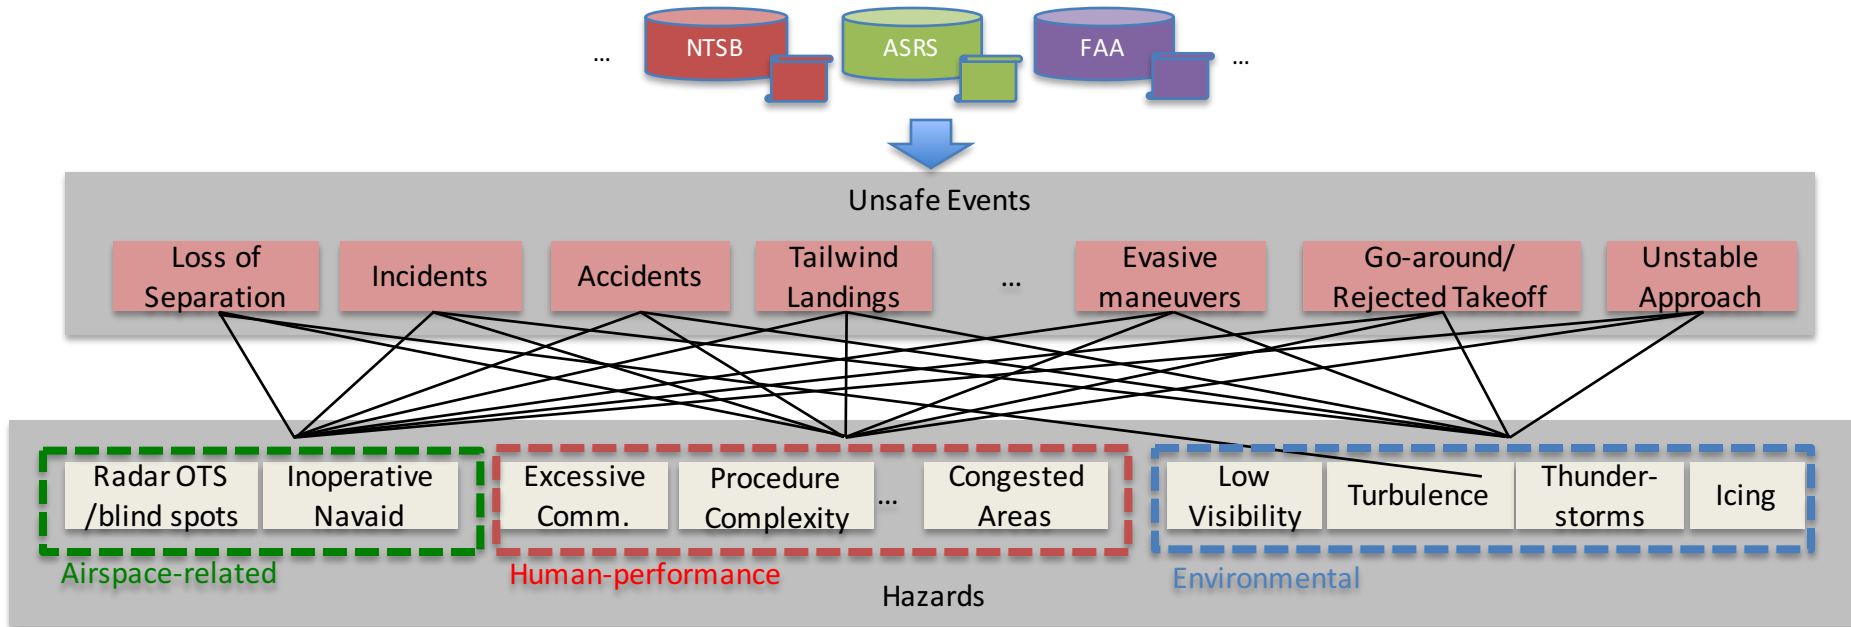 ... NTSB ASRS FAA ...
Unsafe Events
Loss of
Separation
Incidents
Accidents
Tailwind
Landings
...
Evasive
maneuvers
Go-around/
Rejected Takeoff
Unstable
Approach
Radar OTS
/blind spots
Inoperative
Navaid
Excessive
Comm.
Procedure
Complexity
...
Congested
Areas
Low
Visibility
Turbulence
Thunder-
storms
Icing
Airspace-related
Human-performance
Environmental
Hazards